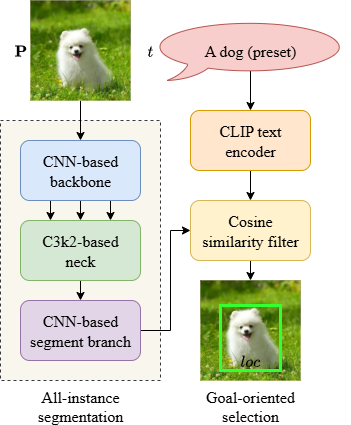 P
t
A dog (preset)
CNN-based
backbone
CLIP text
encoder
C3k2-based
neck
Cosine
similarity filter
CNN-based
segment branch
loc
All-instance
segmentation
Goal-oriented
selection